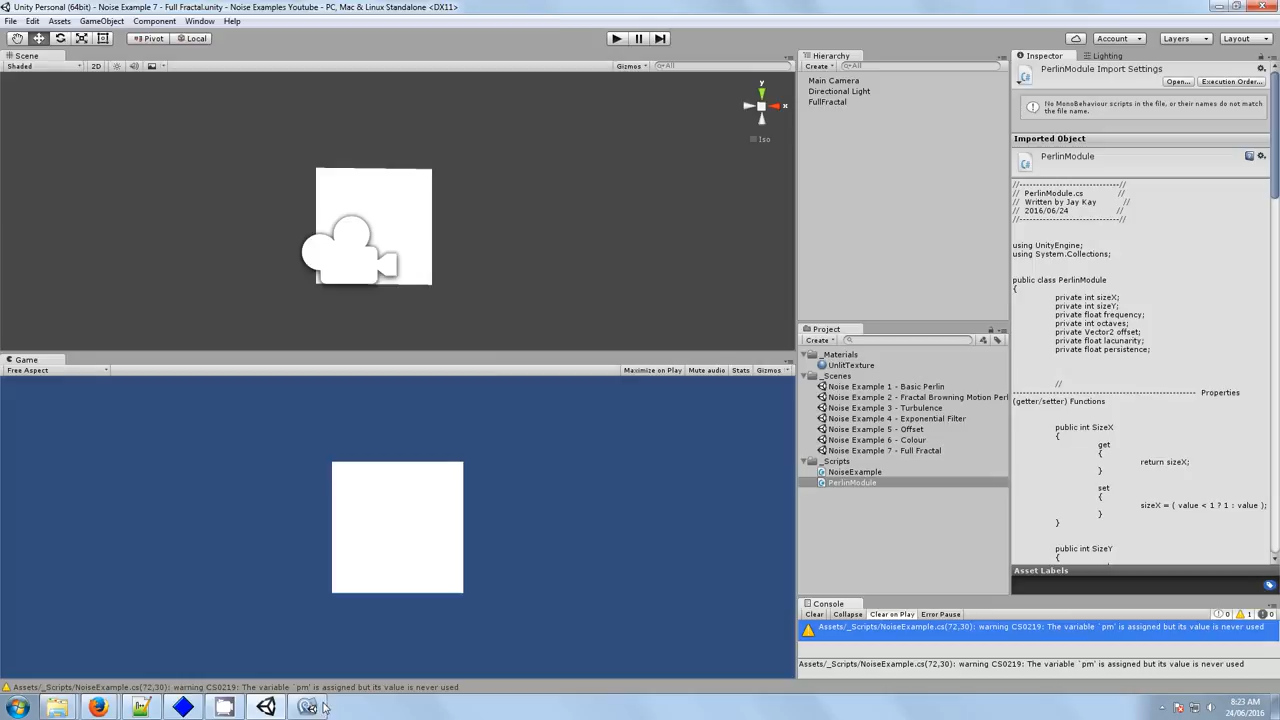 Unity Personal (64bit) - Noise Example 7 - Full Fractal.unity - Noise Examples Youtube - PC, Mac & Linux Standalone <DX11>
File Edit Assets GameObject Component Window Help
Pivot Local Account Layers Layout
Scene
Shaded 2D Gizmos All
y
x
Iso
Game
Free Aspect Maximize on Play Mute audio Stats Gizmos
Hierarchy
Create All
Main Camera
Directional Light
FullFractal
Project
Create
_Materials
UnlitTexture
_Scenes
Noise Example 1 - Basic Perlin
Noise Example 2 - Fractal Browning Motion Perl
Noise Example 3 - Turbulence
Noise Example 4 - Exponential Filter
Noise Example 5 - Offset
Noise Example 6 - Colour
Noise Example 7 - Full Fractal
_Scripts
NoiseExample
PerlinModule
Inspector Lighting
PerlinModule Import Settings
Open... Execution Order...
No MonoBehaviour scripts in the file, or their names do not match
the file name.
Imported Object
PerlinModule
//-----------------------------//
// PerlinModule.cs //
// Written by Jay Kay //
// 2016/06/24 //
//-----------------------------//
using UnityEngine;
using System.Collections;
public class PerlinModule
{
private int sizeX;
private int sizeY;
private float frequency;
private int octaves;
private Vector2 offset;
private float lacunarity;
private float persistence;
//
--------------------------------------------------- Properties
(getter/setter) Functions
public int SizeX
{
get
{
return sizeX;
}
set
{
sizeX = ( value < 1 ? 1 : value );
}
}
public int SizeY
{
Asset Labels
Console
Clear Collapse Clear on Play Error Pause 0 1 0
Assets/_Scripts/NoiseExample.cs(72,30): warning CS0219: The variable `pm' is assigned but its value is never used
Assets/_Scripts/NoiseExample.cs(72,30): warning CS0219: The variable `pm' is assigned but its value is never used
Assets/_Scripts/NoiseExample.cs(72,30): warning CS0219: The variable `pm' is assigned but its value is never used
8:23 AM
24/06/2016